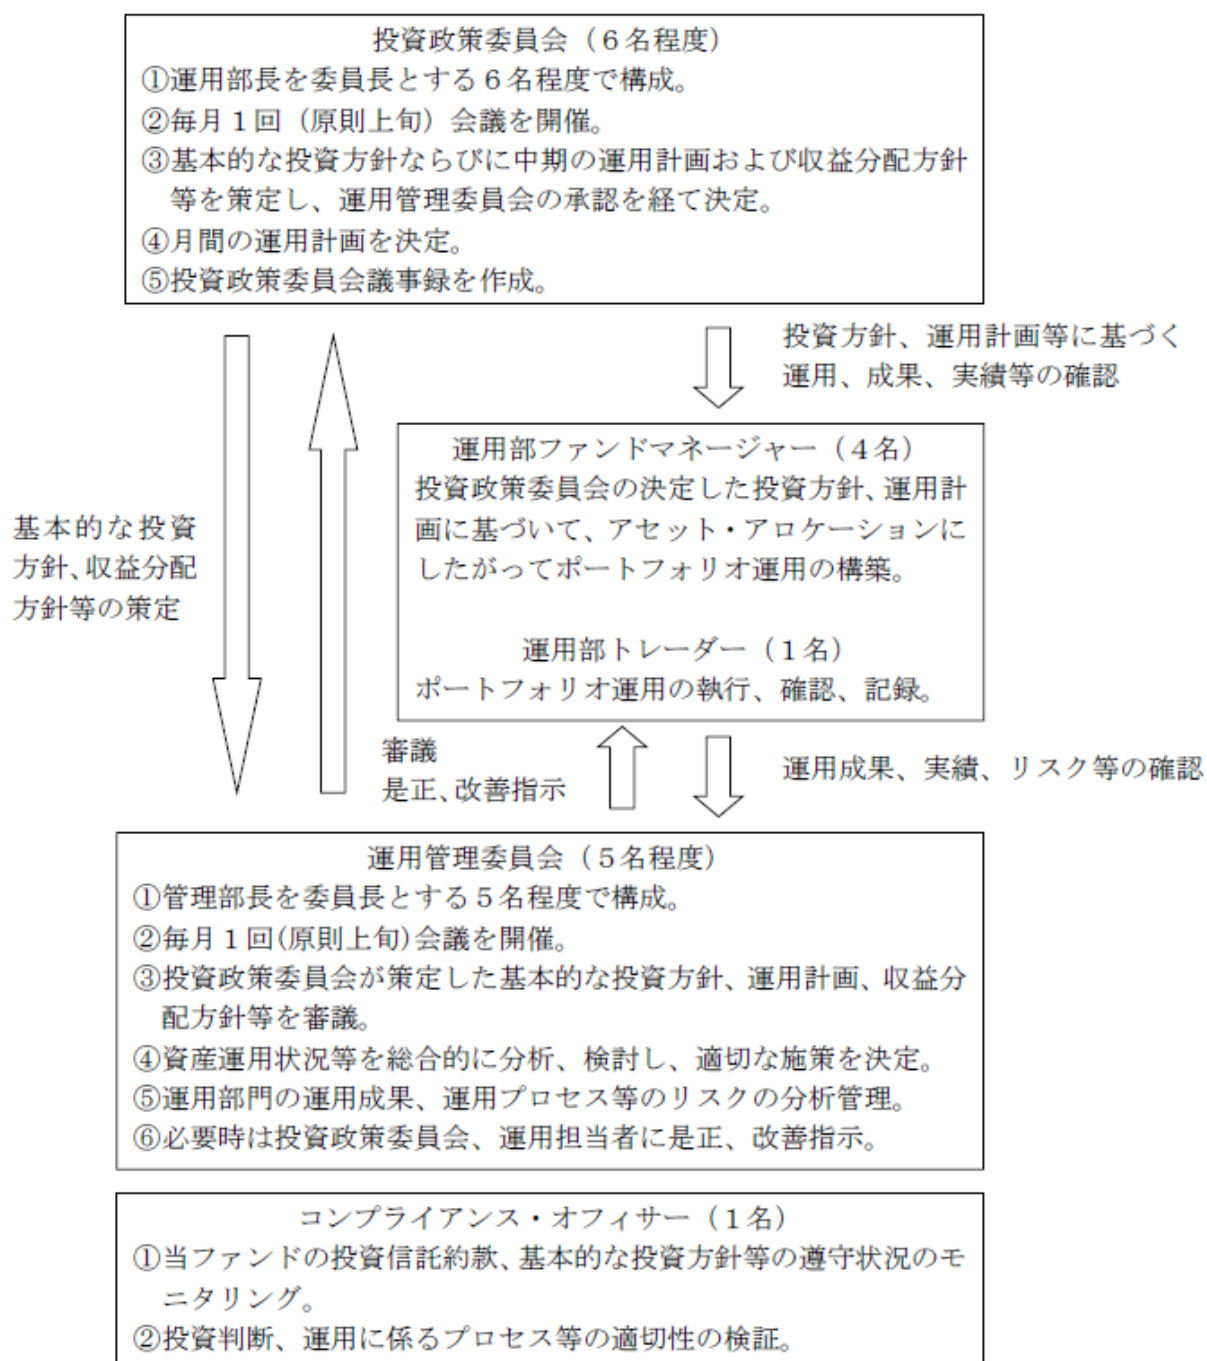 投資政策委員会（６名程度）
①運用部長を委員長とする６名程度で構成。
②毎月１回（原則上旬）会議を開催。
③基本的な投資方針ならびに中期の運用計画および収益分配方針
等を策定し、運用管理委員会の承認を経て決定。
④月間の運用計画を決定。
⑤投資政策委員会議事録を作成。
投資方針、運用計画等に基づく
運用、成果、実績等の確認
運用部ファンドマネージャー（４名）
投資政策委員会の決定した投資方針、運用計
画に基づいて、アセット・アロケーションに
したがってポートフォリオ運用の構築。
運用部トレーダー（１名）
ポートフォリオ運用の執行、確認、記録。
基本的な投資
方針、収益分配
方針等の策定
審議
是正、改善指示
運用成果、実績、リスク等の確認
運用管理委員会（５名程度）
①管理部長を委員長とする５名程度で構成。
②毎月１回(原則上旬)会議を開催。
③投資政策委員会が策定した基本的な投資方針、運用計画、収益分
配方針等を審議。
④資産運用状況等を総合的に分析、検討し、適切な施策を決定。
⑤運用部門の運用成果、運用プロセス等のリスクの分析管理。
⑥必要時は投資政策委員会、運用担当者に是正、改善指示。
コンプライアンス・オフィサー（１名）
①当ファンドの投資信託約款、基本的な投資方針等の遵守状況のモ
ニタリング。
②投資判断、運用に係るプロセス等の適切性の検証。